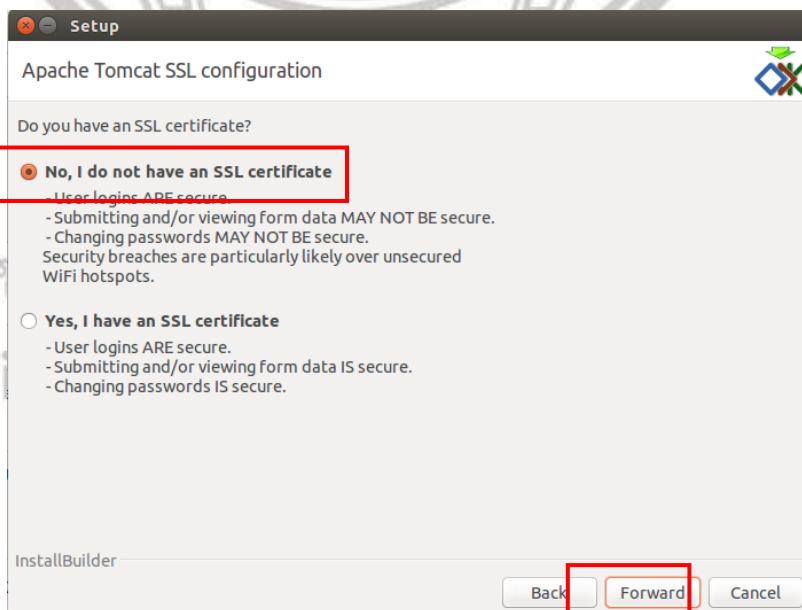 Setup
Apache Tomcat SSL configuration
Do you have an SSL certificate?
No, I do not have an SSL certificate
- User logins ARE secure.
- Submitting and/or viewing form data MAY NOT BE secure.
- Changing passwords MAY NOT BE secure.
Security breaches are particularly likely over unsecured
WiFi hotspots.
Yes, I have an SSL certificate
- User logins ARE secure.
- Submitting and/or viewing form data IS secure.
- Changing passwords IS secure.
InstallBuilder
Back Forward Cancel